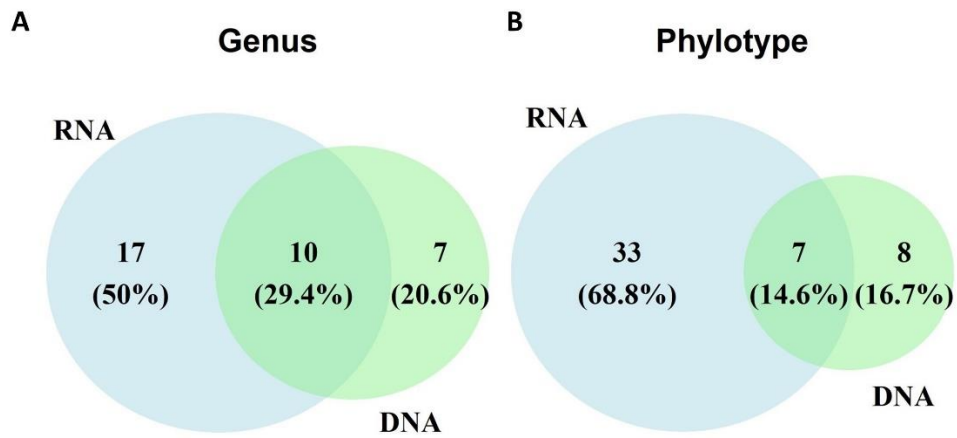 A
Genus
RNA
17
(50%)
10
(29.4%)
7
(20.6%)
DNA
B
Phylotype
RNA
33
(68.8%)
7
(14.6%)
8
(16.7%)
DNA